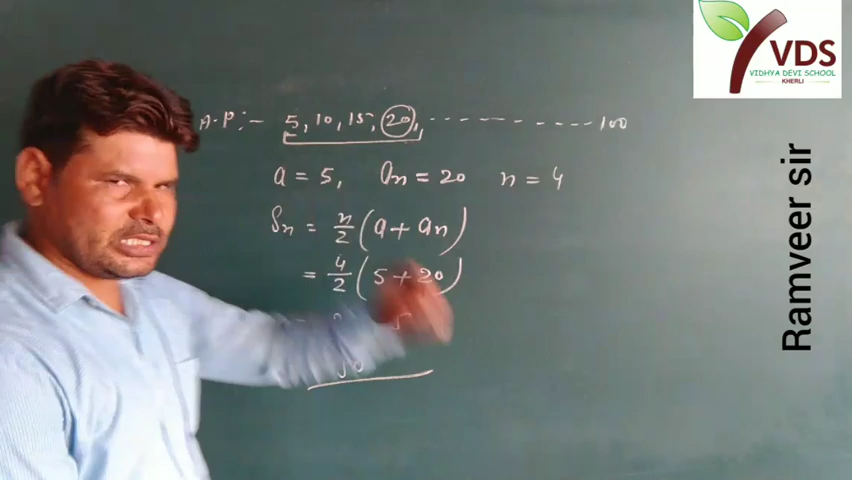 VDS
VIDHYA DEVI SCHOOL
KHERLI
A.P:- 5, 10, 15, 20, ------------ 100
a = 5, an = 20 n = 4
Sn = n/2 (a + an)
= 4/2 (5 + 20)
Ramveer sir